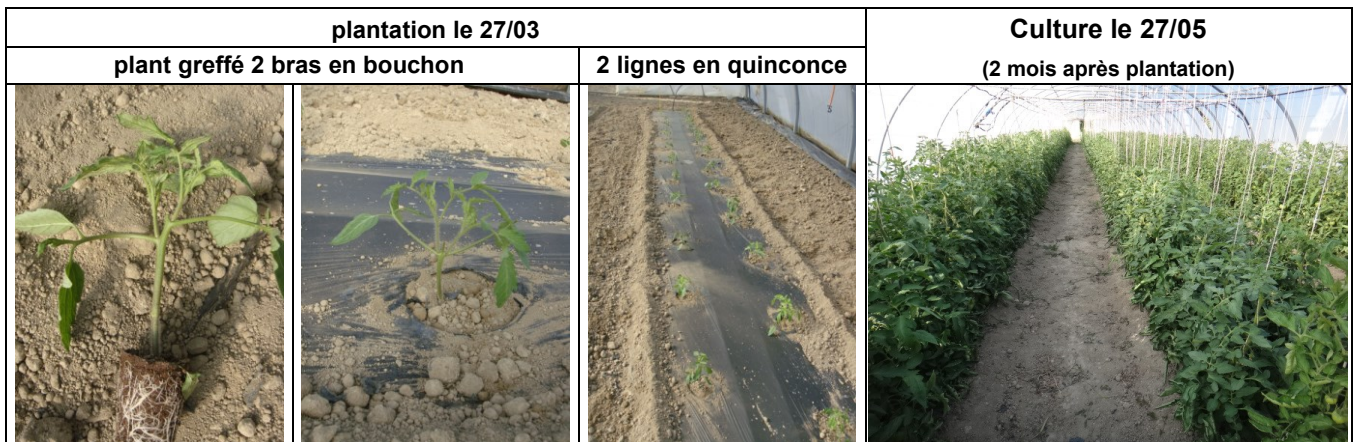 plantation le 27/03
Culture le 27/05
(2 mois après plantation)
plant greffé 2 bras en bouchon
2 lignes en quinconce